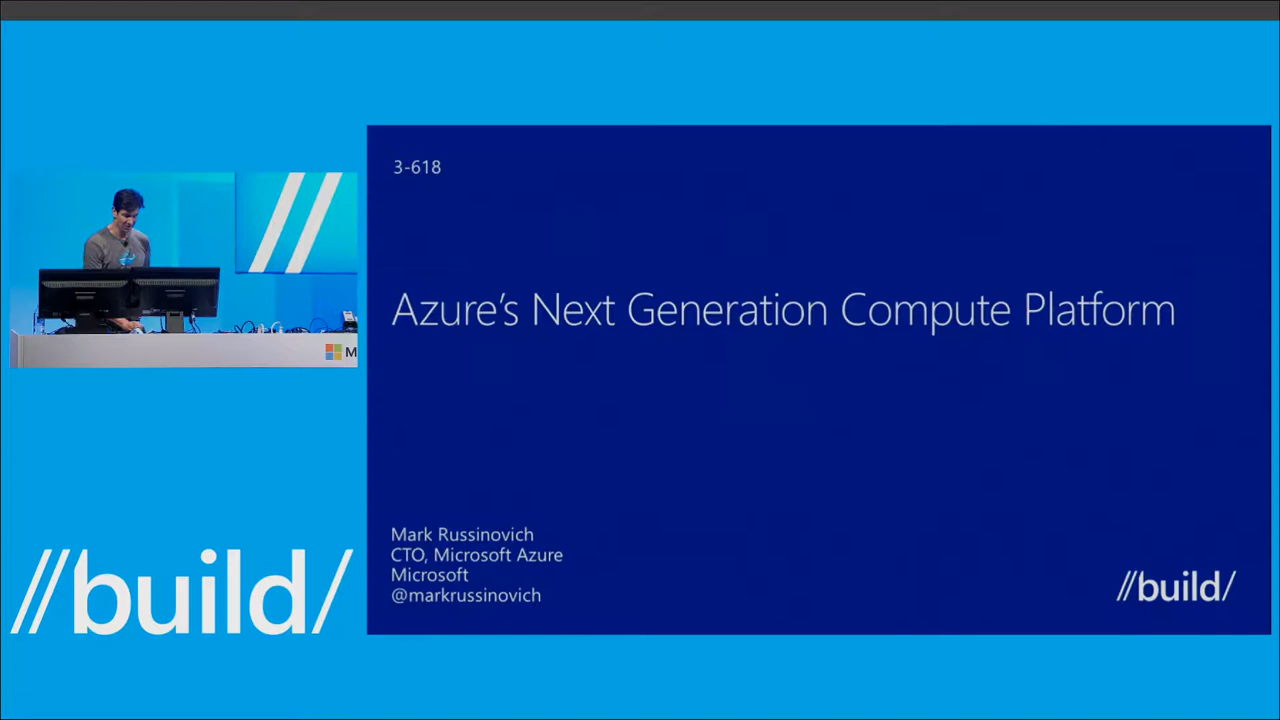 3-618
Azure's Next Generation Compute Platform
M
Mark Russinovich
CTO, Microsoft Azure
Microsoft
@markrussinovich
//build/
//build/